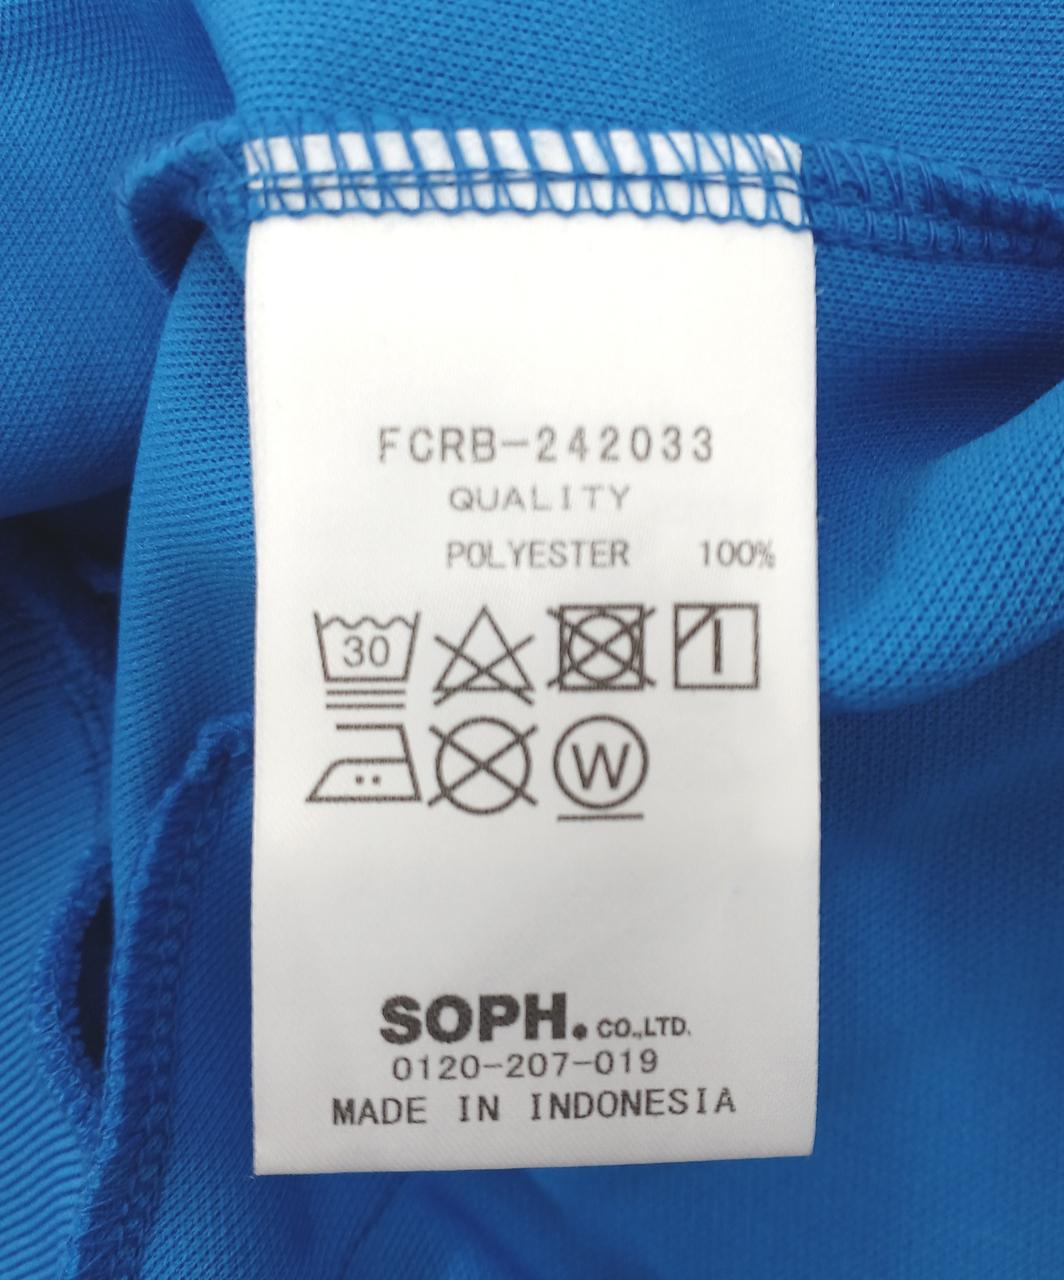 FCRB-242033
QUALITY
POLYESTER 100%
30
W
SOPH. CO.,LTD.
0120-207-019
MADE IN INDONESIA